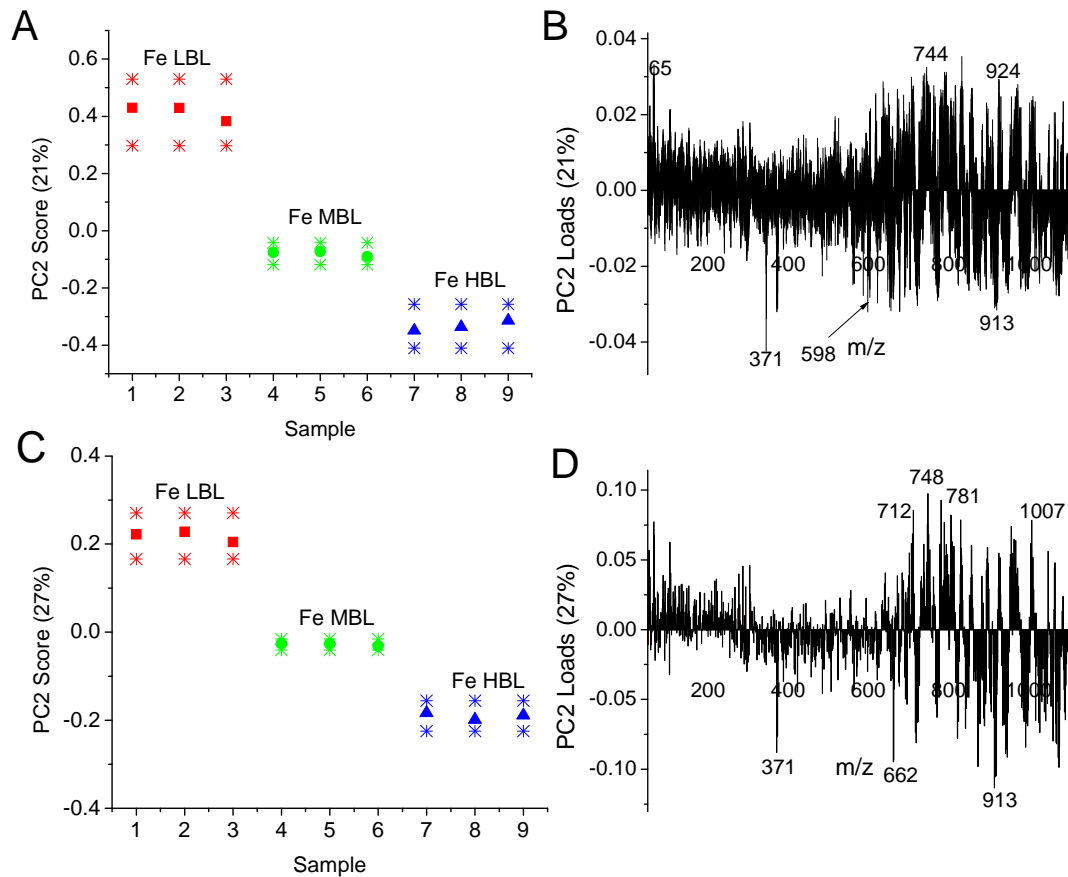 A
Fe LBL
Fe MBL
Fe HBL
0.6
0.4
0.2
0.0
-0.2
-0.4
PC2 Score (21%)
1 2 3 4 5 6 7 8 9
Sample
B
0.04
0.02
0.00
-0.02
-0.04
PC2 Loads (21%)
65
744
924
200 400 600 800 1000
371
598
m/z
913
C
0.4
0.2
0.0
-0.2
-0.4
PC2 Score (27%)
Fe LBL
Fe MBL
Fe HBL
1 2 3 4 5 6 7 8 9
Sample
D
0.10
0.05
0.00
-0.05
-0.10
PC2 Loads (27%)
748
712
781
1007
200 400 600 800 1000
371
m/z
662
913